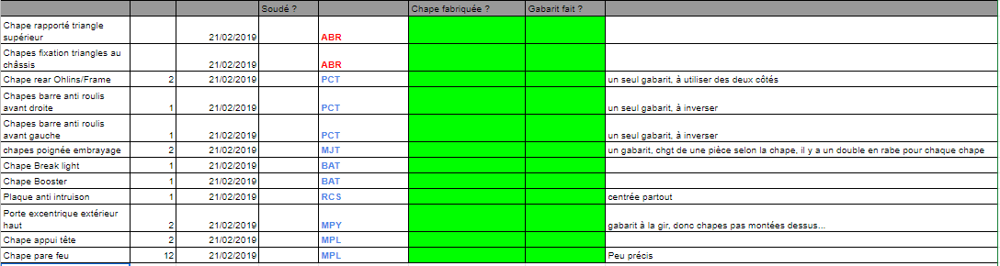 Soudé ? Chape fabriquée ? Gabarit fait ?
Chape rapporté triangle
supérieur 21/02/2019 ABR
Chapes fixation triangles au
châssis 21/02/2019 ABR
Chape rear Ohlins/Frame 2 21/02/2019 PCT un seul gabarit, à utiliser des deux côtés
Chapes barre anti roulis
avant droite 1 21/02/2019 PCT un seul gabarit, à inverser
Chapes barre anti roulis
avant gauche 1 21/02/2019 PCT un seul gabarit, à inverser
chapes poignée embrayage 2 21/02/2019 MJT un gabarit, chgt de une pièce selon la chape, il y a un double en rabe pour chaque chape
Chape Break light 1 21/02/2019 BAT
Chape Booster 1 21/02/2019 BAT
Plaque anti intruison 1 21/02/2019 RCS centrée partout
Porte excentrique extérieur
haut 2 21/02/2019 MPY gabarit à la gir, donc chapes pas montées dessus...
Chape appui tête 2 21/02/2019 MPL
Chape pare feu 12 21/02/2019 MPL Peu précis